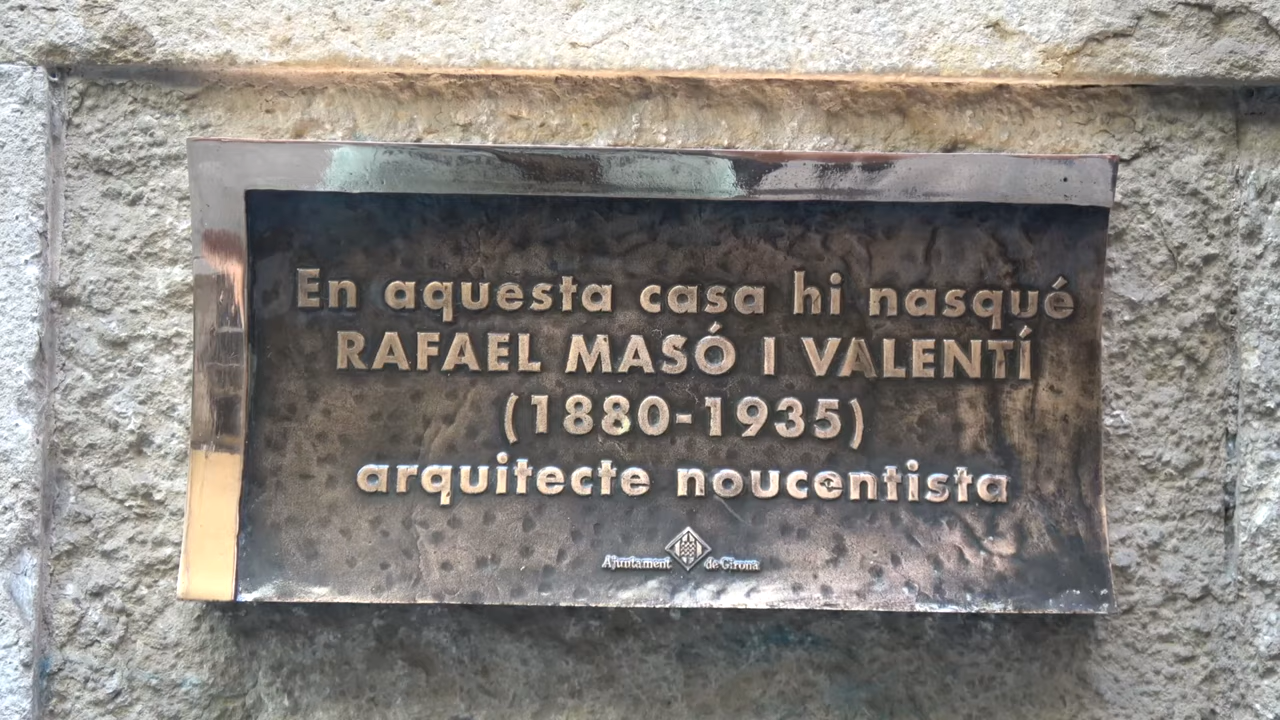 En aquesta casa hi nasqué
RAFAEL MASÓ I VALENTÍ
(1880-1935)
arquitecte noucentista
Ajuntament de Girona